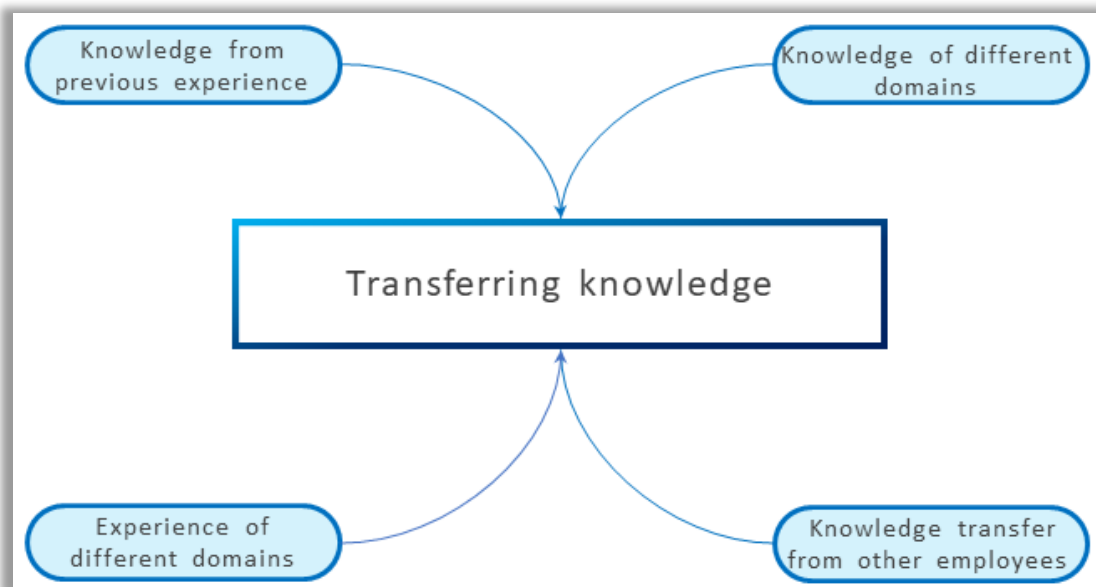 Knowledge from
previous experience
Knowledge of different
domains
Transferring knowledge
Experience of
different domains
Knowledge transfer
from other employees